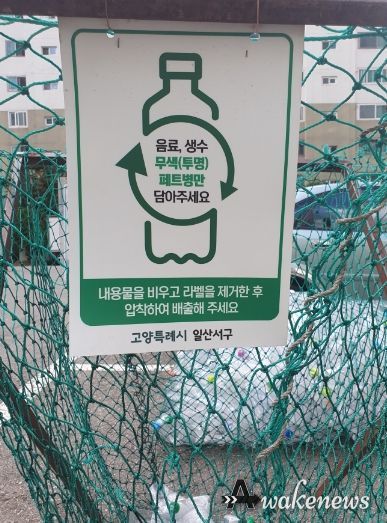 음료, 생수
무색(투명)
페트병만
담아주세요
내용물을 비우고 라벨을 제거한 후
압착하여 배출해 주세요
고양특례시 일산서구
Awakenews